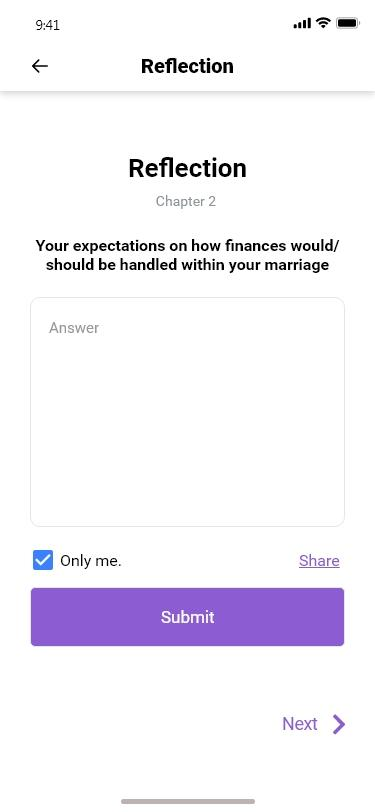 9:41
Reflection
Reflection
Chapter 2
Your expectations on how finances would/
should be handled within your marriage
Answer
Only me.
Share
Submit
Next